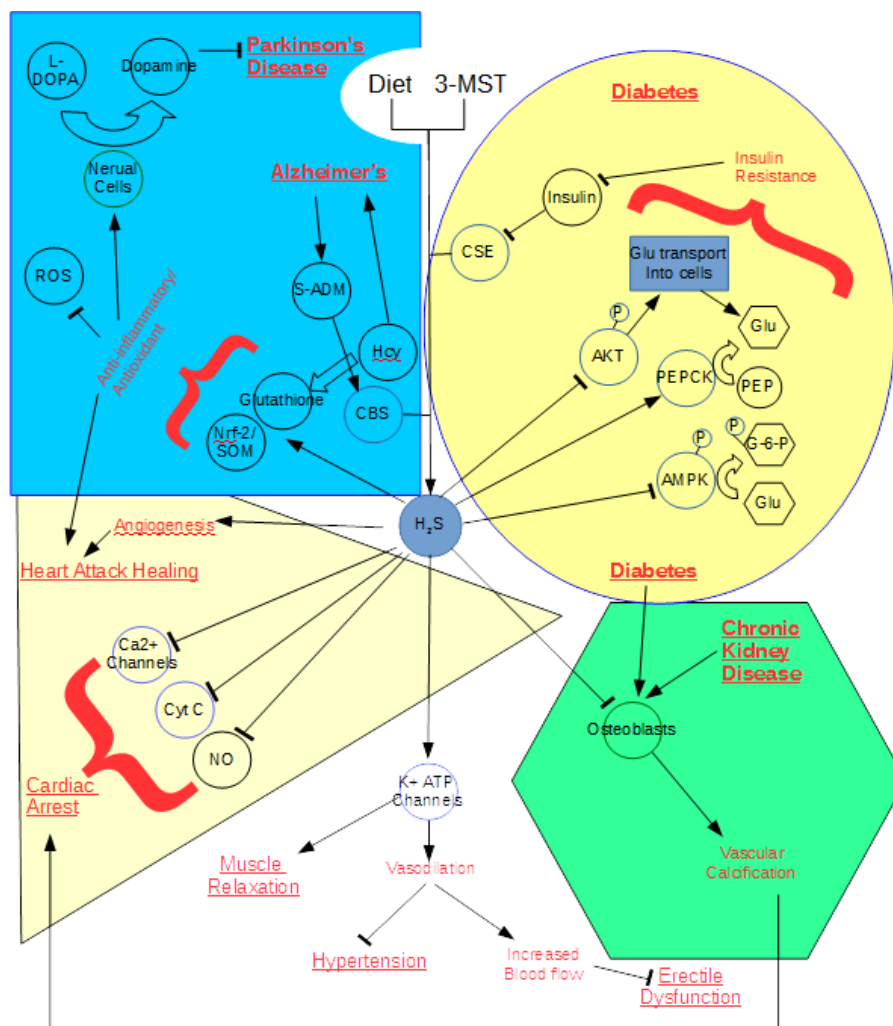 L-
DOPA
Dopamine
Parkinson's
Disease
Diet 3-MST
Diabetes
Nerual
Cells
Alzheimer's
Insulin
Resistance
Insulin
CSE
ROS
S-ADM
Glu transport
Into cells
Anti-inflammatory/
Antioxidant
P
Glu
AKT
Hcy
PEPCK
PEP
Glutathione
CBS
Nrf-2/
SOM
P
P
G-6-P
AMPK
Glu
H₂S
Angiogenesis
Heart Attack Healing
Diabetes
Chronic
Kidney
Disease
Ca2+
Channels
Cyt C
NO
Osteoblasts
Cardiac
Arrest
K+ ATP
Channels
Muscle
Relaxation
Vasodilation
Vascular
Calcification
Hypertension
Increased
Blood flow
Erectile
Dysfunction